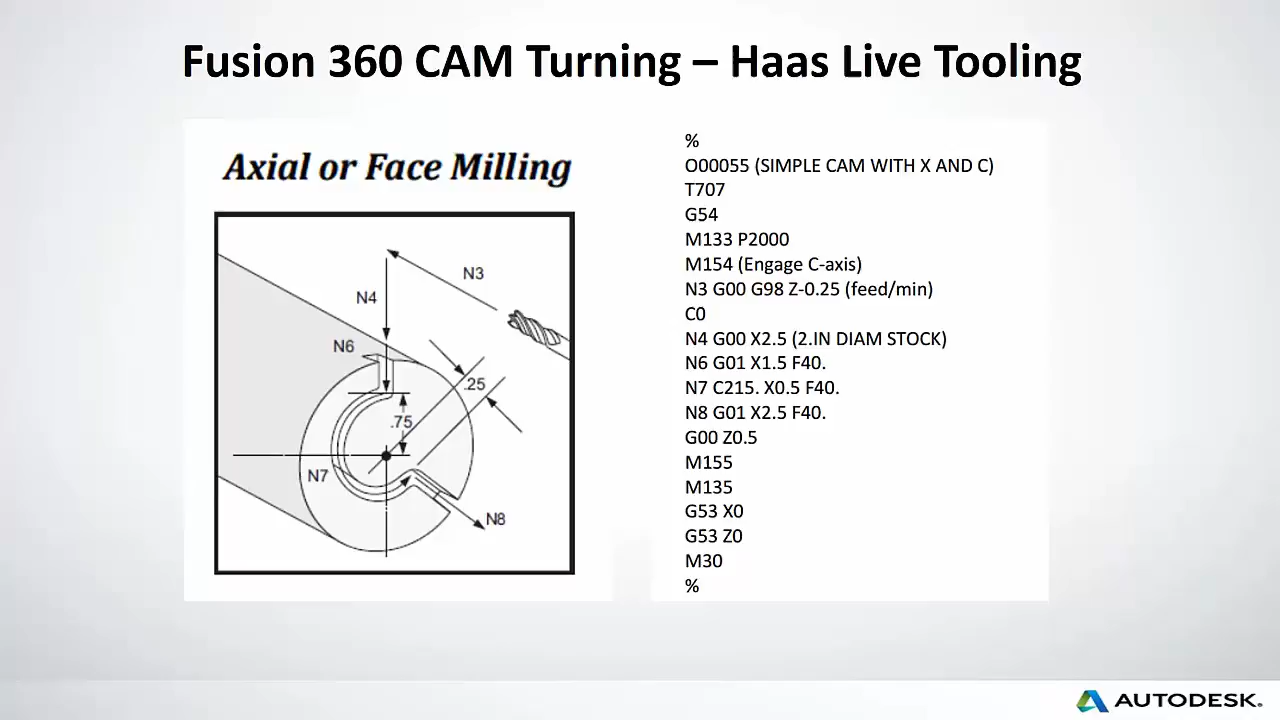 Fusion 360 CAM Turning – Haas Live Tooling
Axial or Face Milling
N3
N4
N6
.25
.75
N7
N8
%
O00055 (SIMPLE CAM WITH X AND C)
T707
G54
M133 P2000
M154 (Engage C-axis)
N3 G00 G98 Z-0.25 (feed/min)
C0
N4 G00 X2.5 (2.IN DIAM STOCK)
N6 G01 X1.5 F40.
N7 C215. X0.5 F40.
N8 G01 X2.5 F40.
G00 Z0.5
M155
M135
G53 X0
G53 Z0
M30
%
AUTODESK.